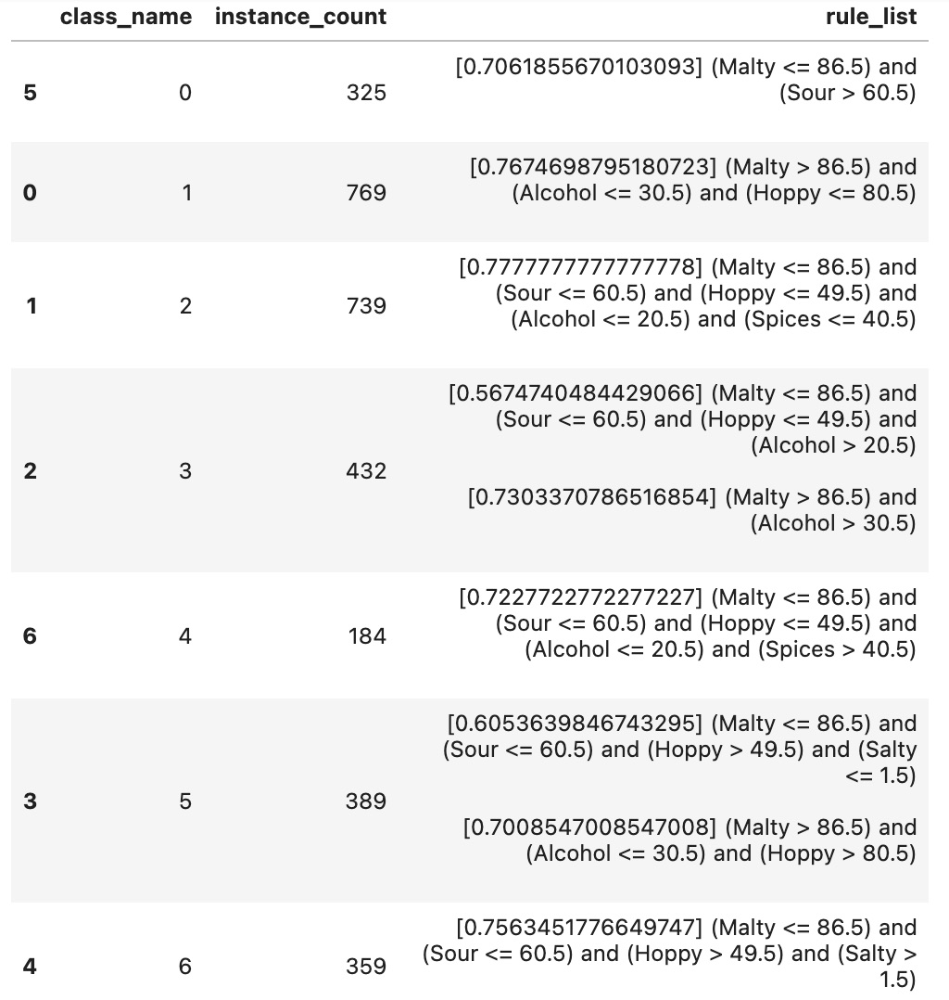 class_name instance_count rule_list
[0.7061855670103093] (Malty <= 86.5) and
5 0 325 (Sour > 60.5)
[0.7674698795180723] (Malty > 86.5) and
0 1 769 (Alcohol <= 30.5) and (Hoppy <= 80.5)
[0.7777777777777778] (Malty <= 86.5) and
1 2 739 (Sour <= 60.5) and (Hoppy <= 49.5) and
(Alcohol <= 20.5) and (Spices <= 40.5)
[0.5674740484429066] (Malty <= 86.5) and
(Sour <= 60.5) and (Hoppy <= 49.5) and
(Alcohol > 20.5)
2 3 432
[0.7303370786516854] (Malty > 86.5) and
(Alcohol > 30.5)
[0.7227722772277227] (Malty <= 86.5) and
(Sour <= 60.5) and (Hoppy <= 49.5) and
6 4 184 (Alcohol <= 20.5) and (Spices > 40.5)
[0.6053639846743295] (Malty <= 86.5) and
(Sour <= 60.5) and (Hoppy > 49.5) and (Salty
<= 1.5)
3 5 389
[0.7008547008547008] (Malty > 86.5) and
(Alcohol <= 30.5) and (Hoppy > 80.5)
[0.7563451776649747] (Malty <= 86.5) and
(Sour <= 60.5) and (Hoppy > 49.5) and (Salty >
4 6 359 1.5)